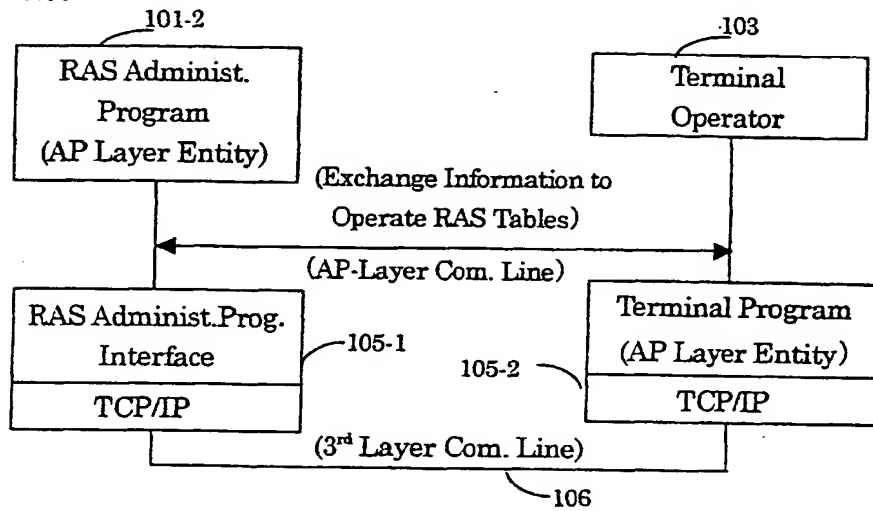 101-2
103
RAS Administ.
Program
(AP Layer Entity)
Terminal
Operator
(Exchange Information to
Operate RAS Tables)
(AP-Layer Com. Line)
RAS Administ.Prog.
Interface
TCP/IP
105-1
Terminal Program
(AP Layer Entity)
105-2
TCP/IP
(3rd Layer Com. Line)
106